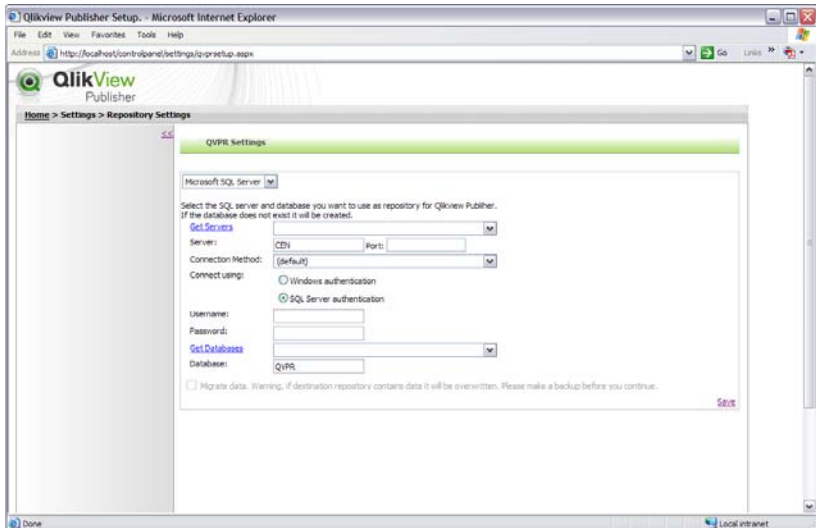 Qlikview Publisher Setup. - Microsoft Internet Explorer
File Edit View Favorites Tools Help
Address http://localhost/controlpanel/settings/qvprsetup.aspx Go Links »
QlikView
Publisher
Home > Settings > Repository Settings
<<
QVPR Settings
Microsoft SQL Server
Select the SQL server and database you want to use as repository for Qlikview Publiher.
If the database does not exist it will be created.
Get Servers
Server: CEN Port:
Connection Method: (default)
Connect using: Windows authentication
SQL Server authentication
Username:
Password:
Get Databases
Database: QVPR
Migrate data. Warning, if destination repository contains data it will be overwritten. Please make a backup before you continue.
Save
Done Local intranet